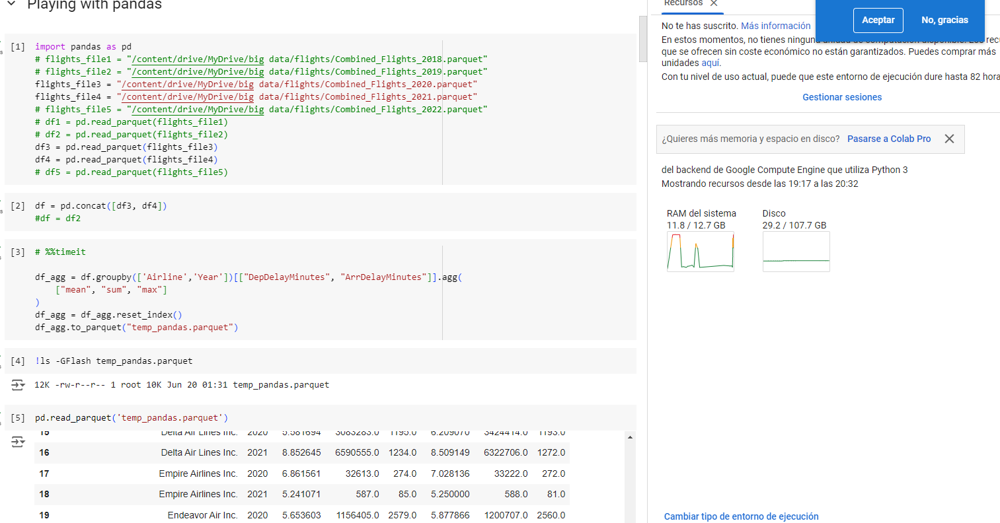 Playing with pandas
[1] import pandas as pd
# flights_file1 = "/content/drive/MyDrive/big data/flights/Combined_Flights_2018.parquet"
# flights_file2 = "/content/drive/MyDrive/big data/flights/Combined_Flights_2019.parquet"
flights_file3 = "/content/drive/MyDrive/big data/flights/Combined_Flights_2020.parquet"
flights_file4 = "/content/drive/MyDrive/big data/flights/Combined_Flights_2021.parquet"
# flights_file5 = "/content/drive/MyDrive/big data/flights/Combined_Flights_2022.parquet"
# df1 = pd.read_parquet(flights_file1)
# df2 = pd.read_parquet(flights_file2)
df3 = pd.read_parquet(flights_file3)
df4 = pd.read_parquet(flights_file4)
# df5 = pd.read_parquet(flights_file5)
[2] df = pd.concat([df3, df4])
#df = df2
[3] # %%timeit
df_agg = df.groupby(['Airline','Year'])[["DepDelayMinutes", "ArrDelayMinutes"]].agg(
["mean", "sum", "max"]
)
df_agg = df_agg.reset_index()
df_agg.to_parquet("temp_pandas.parquet")
[4] !ls -GFlash temp_pandas.parquet
12K -rw-r--r-- 1 root 10K Jun 20 01:31 temp_pandas.parquet
[5] pd.read_parquet('temp_pandas.parquet')
15 Delta Air Lines Inc. 2020 5.581694 3083283.0 1195.0 6.209070 3424414.0 1193.0
16 Delta Air Lines Inc. 2021 8.852645 6590555.0 1234.0 8.509149 6322706.0 1272.0
17 Empire Airlines Inc. 2020 6.861561 32613.0 274.0 7.028136 33222.0 272.0
18 Empire Airlines Inc. 2021 5.241071 587.0 85.0 5.250000 588.0 81.0
19 Endeavor Air Inc. 2020 5.653603 1156405.0 2579.0 5.877866 1200707.0 2560.0
Recursos
Aceptar No, gracias
No te has suscrito. Más información
En estos momentos, no tienes ninguna unidad de computación disponible. Los recu
que se ofrecen sin coste económico no están garantizados. Puedes comprar más
unidades aquí.
Con tu nivel de uso actual, puede que este entorno de ejecución dure hasta 82 hora
Gestionar sesiones
¿Quieres más memoria y espacio en disco? Pasarse a Colab Pro
del backend de Google Compute Engine que utiliza Python 3
Mostrando recursos desde las 19:17 a las 20:32
RAM del sistema
11.8 / 12.7 GB
Disco
29.2 / 107.7 GB
Cambiar tipo de entorno de ejecución